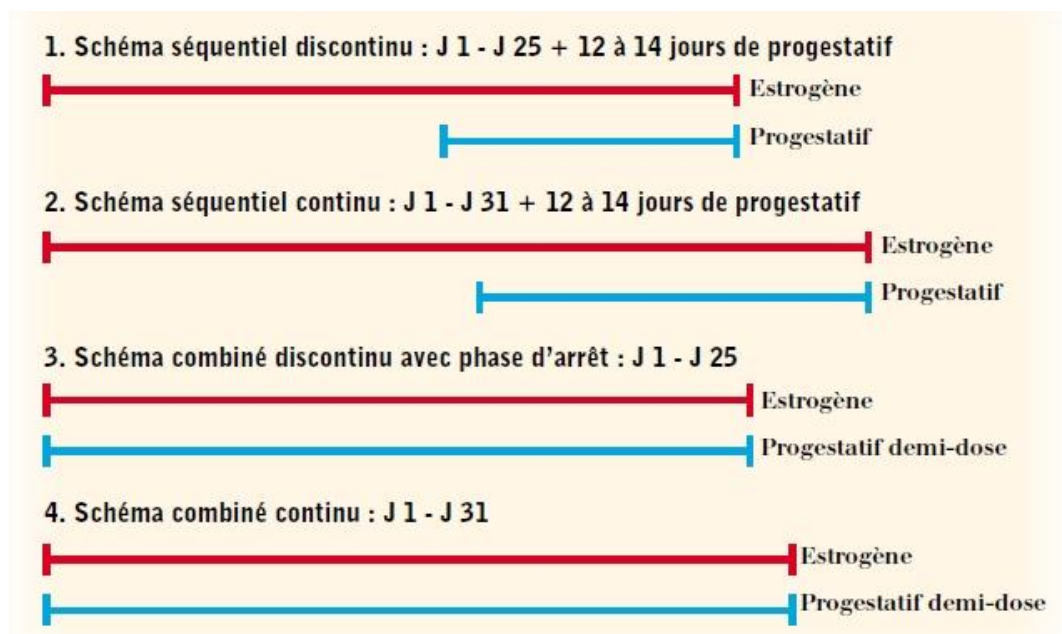 1. Schéma séquentiel discontinu : J 1 - J 25 + 12 à 14 jours de progestatif
Estrogène
Progestatif
2. Schéma séquentiel continu : J 1 - J 31 + 12 à 14 jours de progestatif
Estrogène
Progestatif
3. Schéma combiné discontinu avec phase d’arrêt : J 1 - J 25
Estrogène
Progestatif demi-dose
4. Schéma combiné continu : J 1 - J 31
Estrogène
Progestatif demi-dose